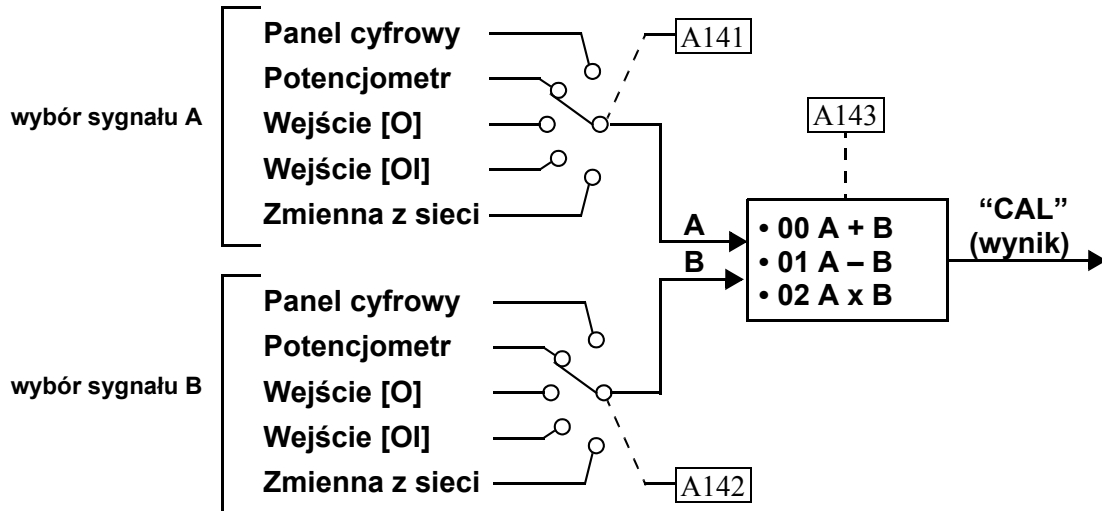 Panel cyfrowy
A141
Potencjometr
wybór sygnału A
Wejście [O]
A143
Wejście [OI]
Zmienna z sieci
A
B
• 00 A + B
• 01 A – B
• 02 A x B
“CAL”
(wynik)
Panel cyfrowy
Potencjometr
wybór sygnału B
Wejście [O]
Wejście [OI]
Zmienna z sieci
A142